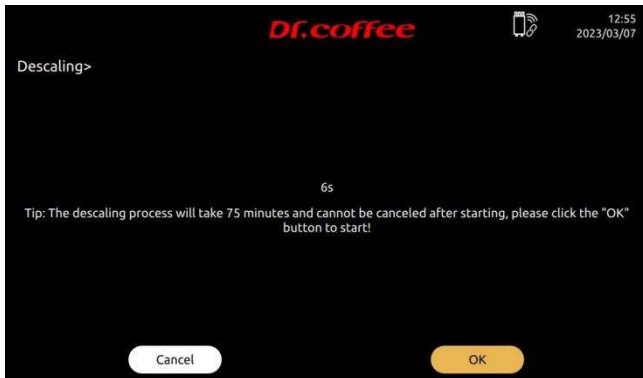 Dr.coffee
12:55
2023/03/07
Descaling>
6s
Tip: The descaling process will take 75 minutes and cannot be canceled after starting, please click the "OK"
button to start!
Cancel
OK